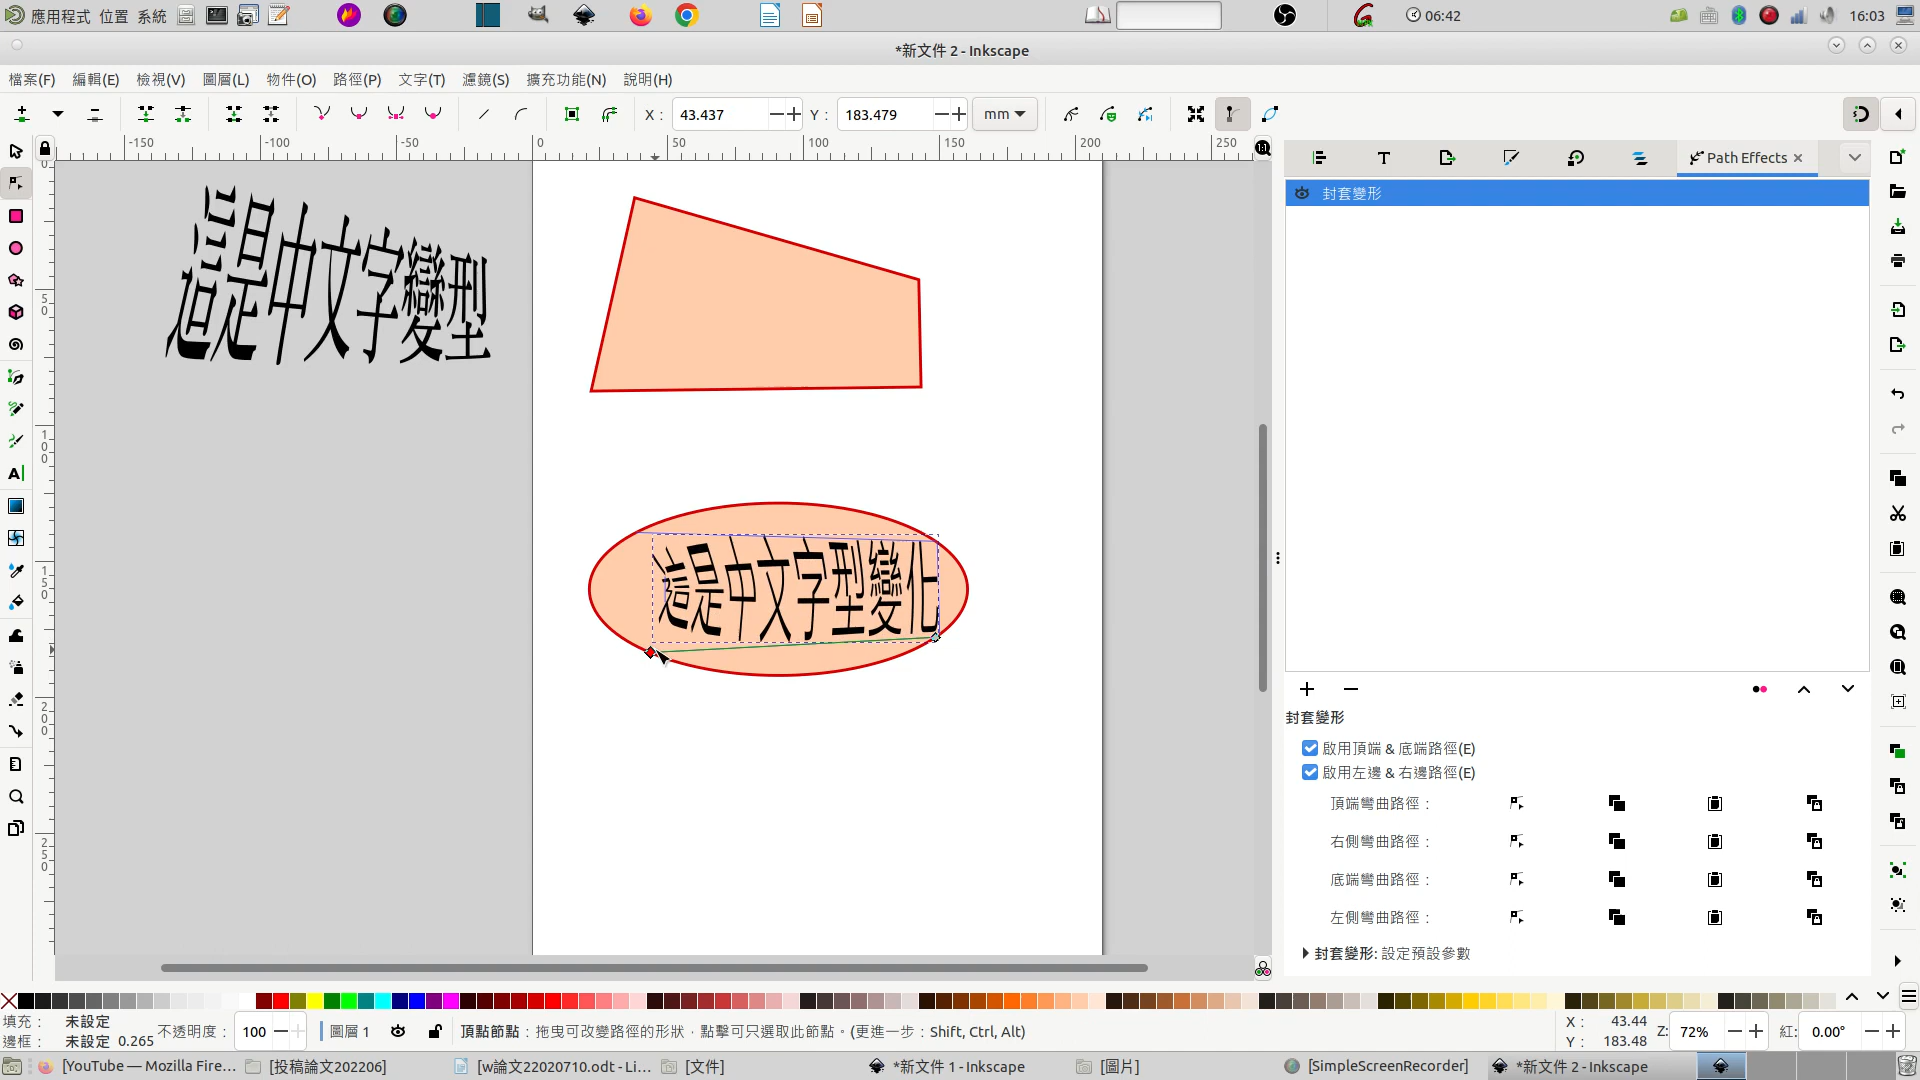 應用程式 位置 系統
06:42
16:03
*新文件 2 - Inkscape
檔案(F) 編輯(E) 檢視(V) 圖層(L) 物件(O) 路徑(P) 文字(T) 濾鏡(S) 擴充功能(N) 說明(H)
X : 43.437 Y : 183.479 mm
-150 -100 -50 0 50 100 150 200 250
Path Effects
封套變形
這是中文字變型
這是中文字型變化
0
50
100
150
200
250
封套變形
啟用頂端 & 底端路徑(E)
啟用左邊 & 右邊路徑(E)
頂端彎曲路徑 :
右側彎曲路徑 :
底端彎曲路徑 :
左側彎曲路徑 :
封套變形: 設定預設參數
填充 : 未設定
邊框 : 未設定 0.265
不透明度 : 100
圖層 1
頂點節點 : 拖曳可改變路徑的形狀，點擊可只選取此節點。(更進一步 : Shift, Ctrl, Alt)
X : 43.44
Y : 183.48
Z: 72%
紅: 0.00°
[YouTube — Mozilla Fire...
[投稿論文202206]
[w論文22020710.odt - Li...
[文件]
*新文件 1 - Inkscape
[圖片]
[SimpleScreenRecorder]
*新文件 2 - Inkscape